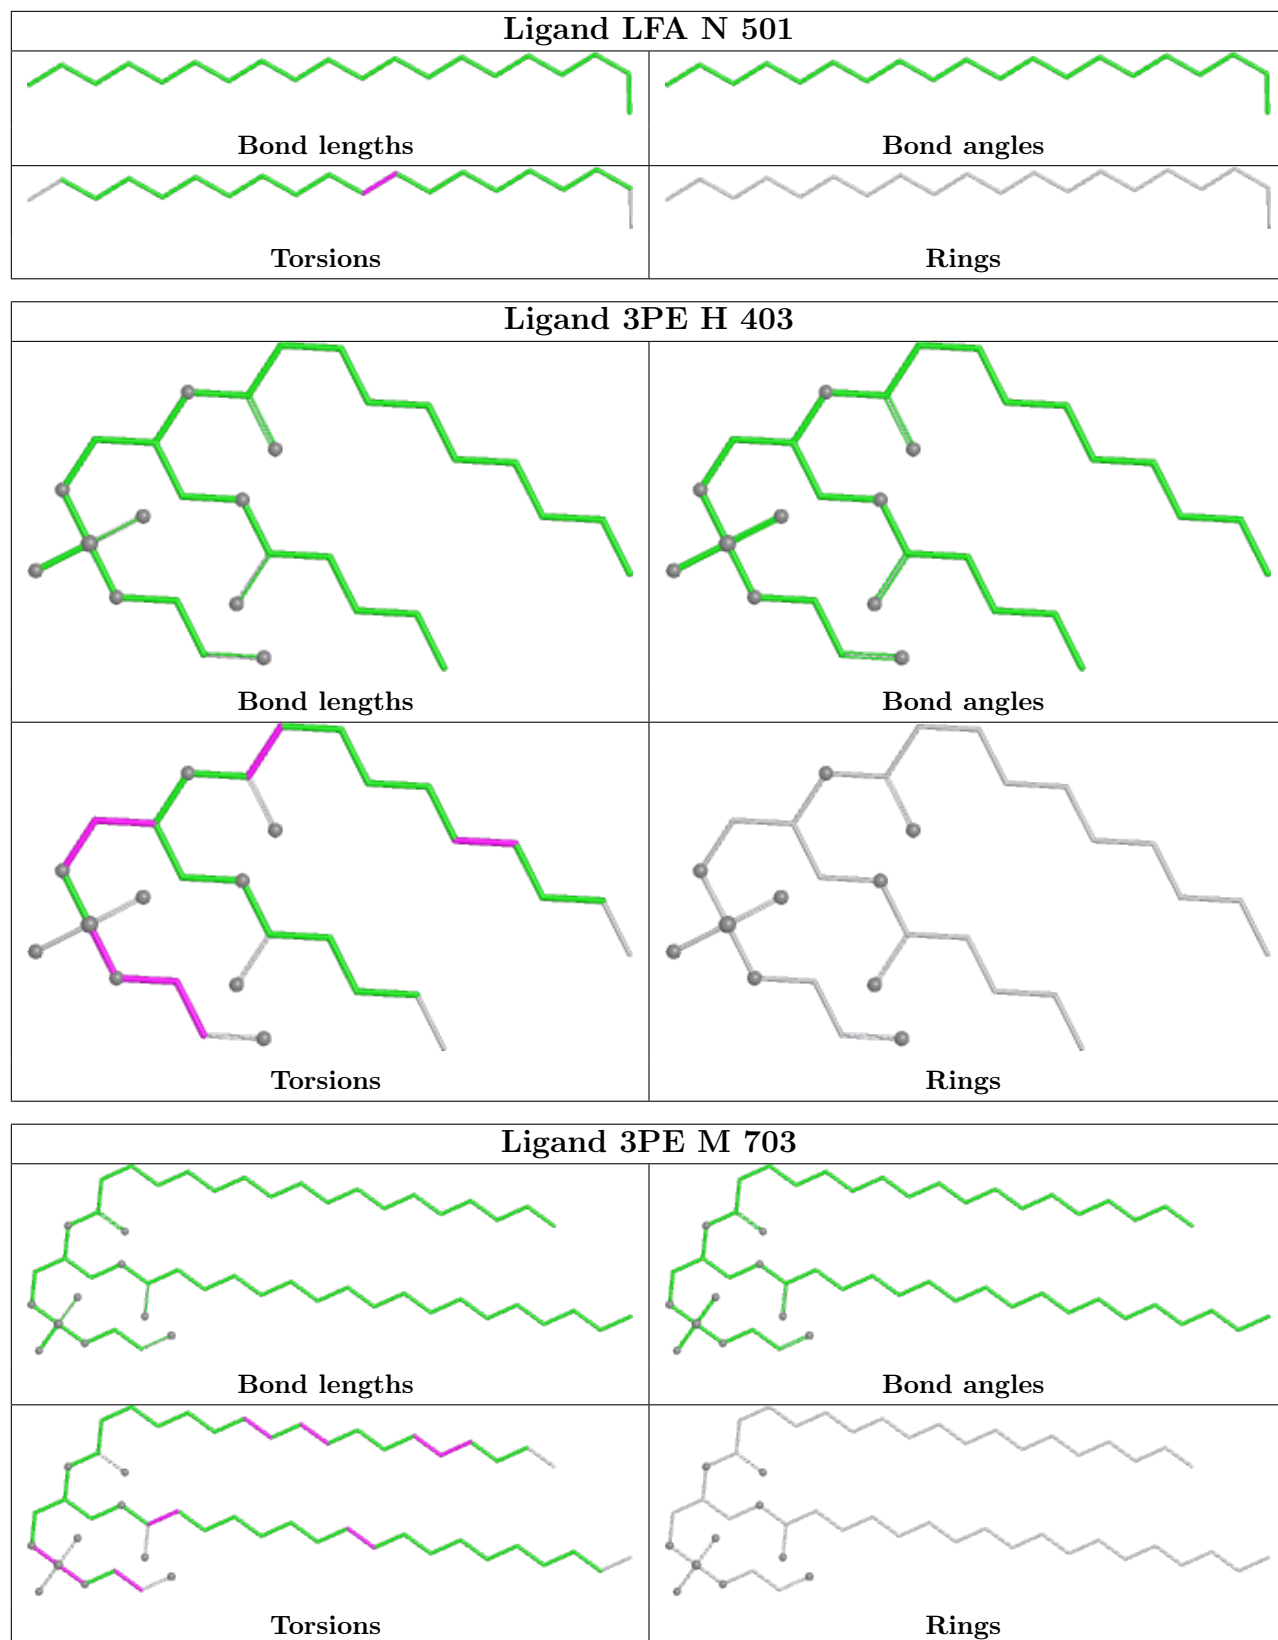 Ligand LFA N 501
Bond lengths
Bond angles
Torsions
Rings
Ligand 3PE H 403
Bond lengths
Bond angles
Torsions
Rings
Ligand 3PE M 703
Bond lengths
Bond angles
Torsions
Rings